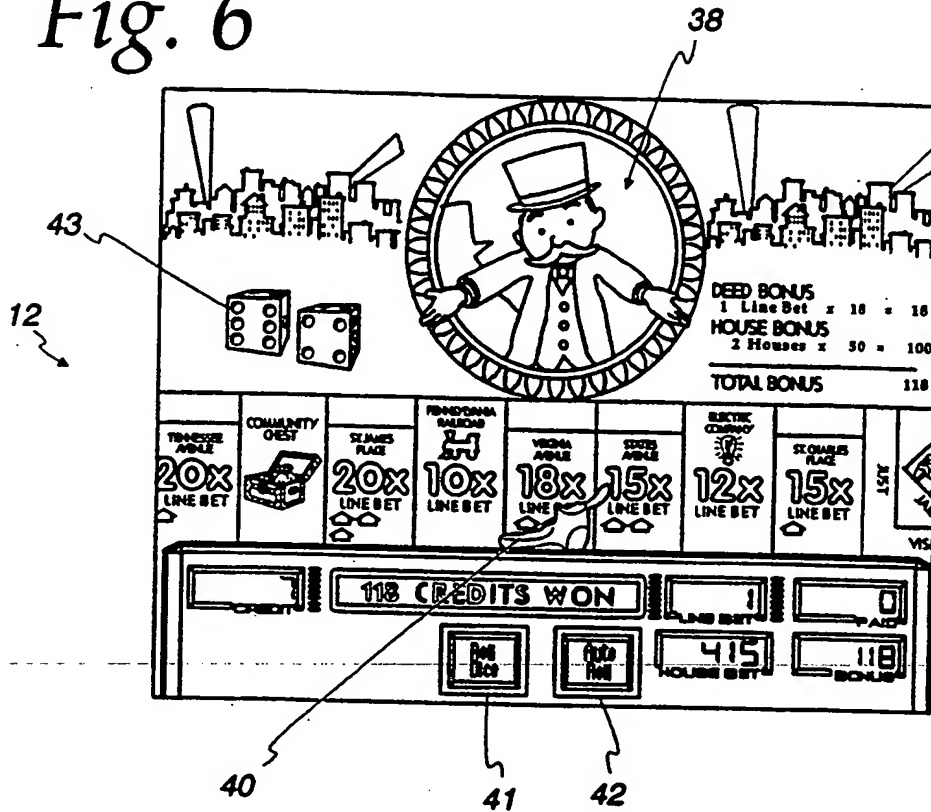 Fig. 6
38
43
12
DEED BONUS
1 Line Bet x 18 = 18
HOUSE BONUS
2 Houses x 50 = 100
TOTAL BONUS 118
TENNESSEE AVENUE
20x
LINE BET
COMMUNITY CHEST
ST. JAMES PLACE
20x
LINE BET
PENNSYLVANIA RAILROAD
10x
LINE BET
VIRGINIA AVENUE
18x
LINE
STATES AVENUE
15x
LINE BET
ELECTRIC COMPANY
12x
LINE BET
ST. CHARLES PLACE
15x
LINE BET
JUST
VIS
CREDIT
118 CREDITS WON
1
LINE BET
0
PAID
Roll Dice
Auto Roll
415
HOUSE BET
118
BONUS
40
41
42